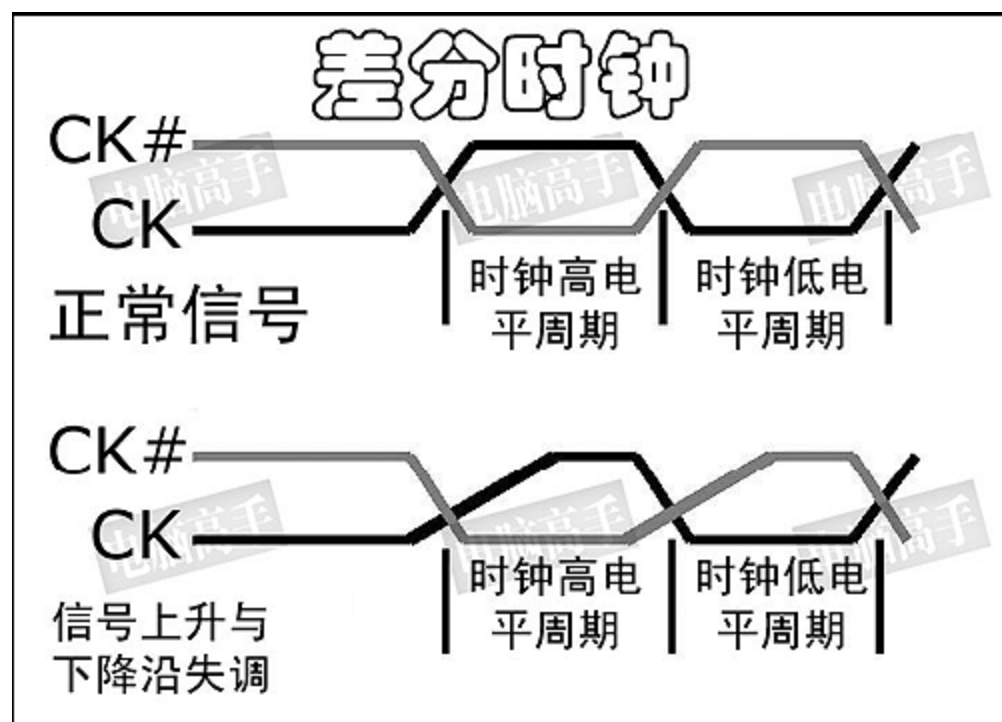 差分时钟
CK#
电脑高手
电脑高手
电脑高手
CK
正常信号
时钟高电
平周期
时钟低电
平周期
CK#
CK
电脑高手
电脑高手
电脑高手
信号上升与
下降沿失调
时钟高电
平周期
时钟低电
平周期